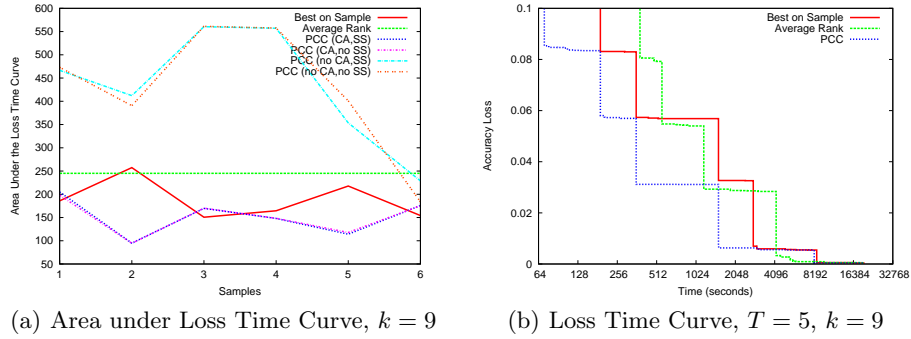 Area Under the Loss Time Curve
600
550
500
450
400
350
300
250
200
150
100
50
1
2
3
4
5
6
Samples
Best on Sample
Average Rank
PCC (CA,SS)
PCC (CA,no SS)
PCC (no CA,SS)
PCC (no CA,no SS)
(a) Area under Loss Time Curve, k = 9
Accuracy Loss
0.1
0.08
0.06
0.04
0.02
0
64
128
256
512
1024
2048
4096
8192
16384
32768
Time (seconds)
Best on Sample
Average Rank
PCC
(b) Loss Time Curve, T = 5, k = 9